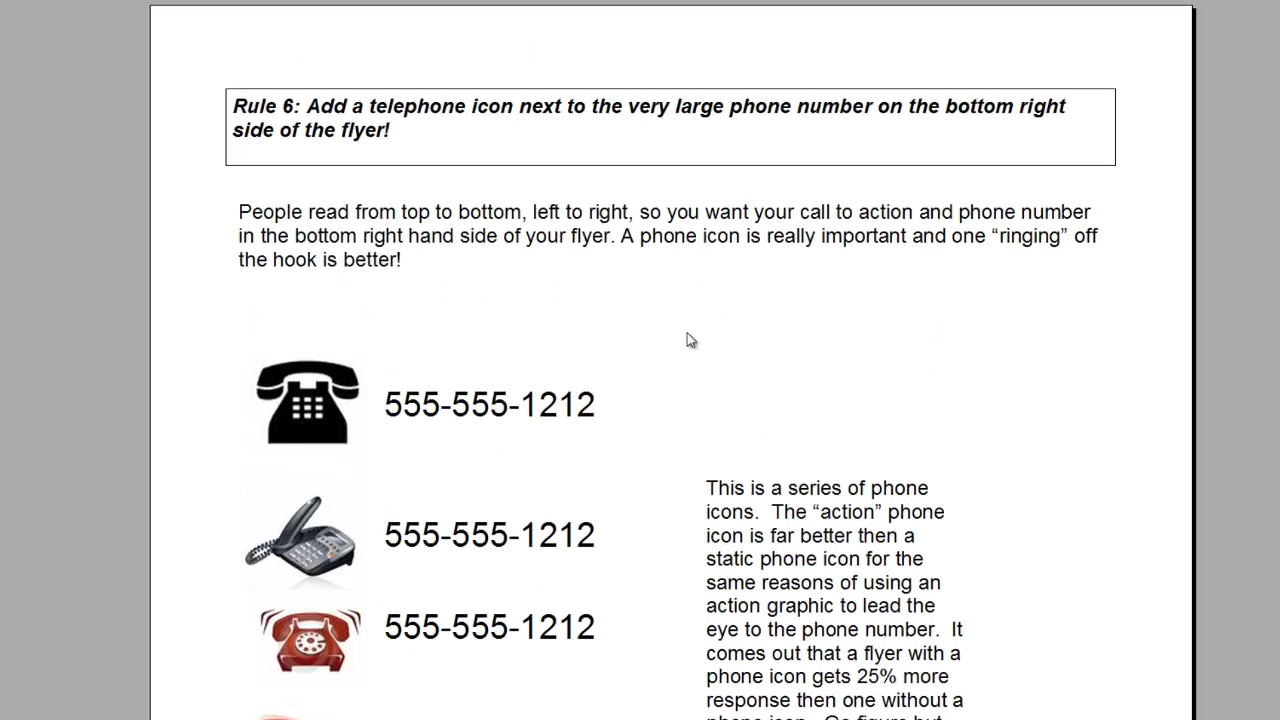 Rule 6: Add a telephone icon next to the very large phone number on the bottom right
side of the flyer!
People read from top to bottom, left to right, so you want your call to action and phone number
in the bottom right hand side of your flyer. A phone icon is really important and one “ringing” off
the hook is better!
555-555-1212
555-555-1212
555-555-1212
This is a series of phone
icons.  The “action” phone
icon is far better then a
static phone icon for the
same reasons of using an
action graphic to lead the
eye to the phone number.  It
comes out that a flyer with a
phone icon gets 25% more
response then one without a
phone icon.  Go figure but